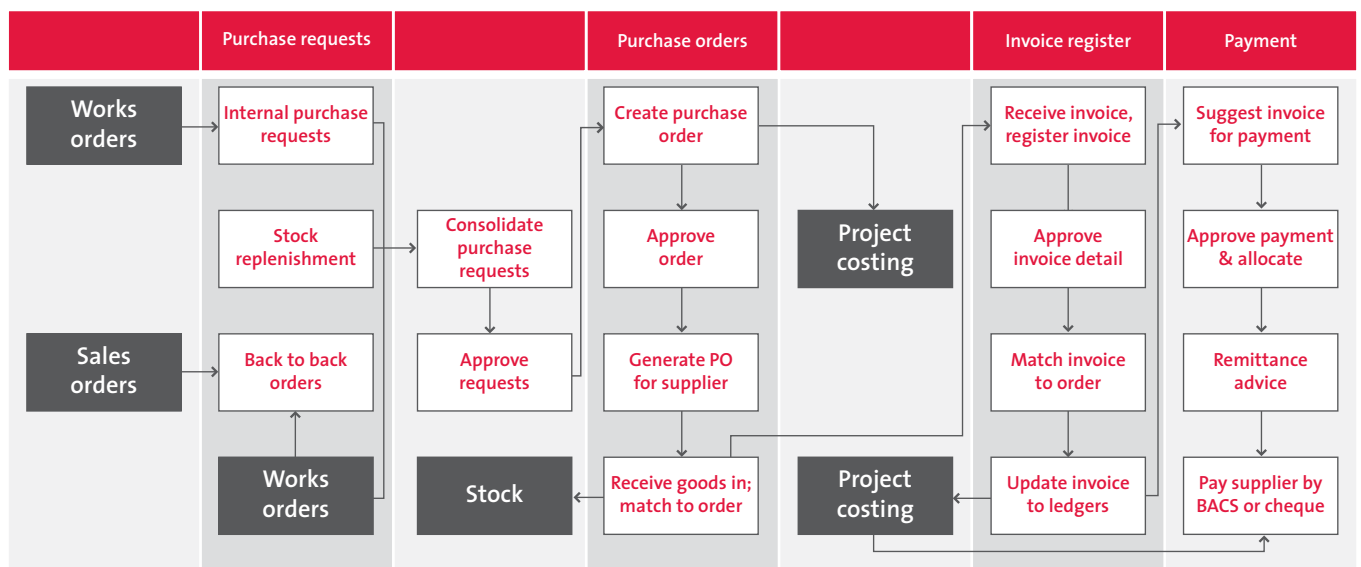 Purchase requests
Purchase orders
Invoice register
Payment
Works
orders
Internal purchase
requests
Create purchase
order
Receive invoice,
register invoice
Suggest invoice
for payment
Stock
replenishment
Consolidate
purchase
requests
Approve
order
Project
costing
Approve
invoice detail
Approve payment
& allocate
Sales
orders
Back to back
orders
Approve
requests
Generate PO
for supplier
Match invoice
to order
Remittance
advice
Works
orders
Stock
Receive goods in;
match to order
Project
costing
Update invoice
to ledgers
Pay supplier by
BACS or cheque